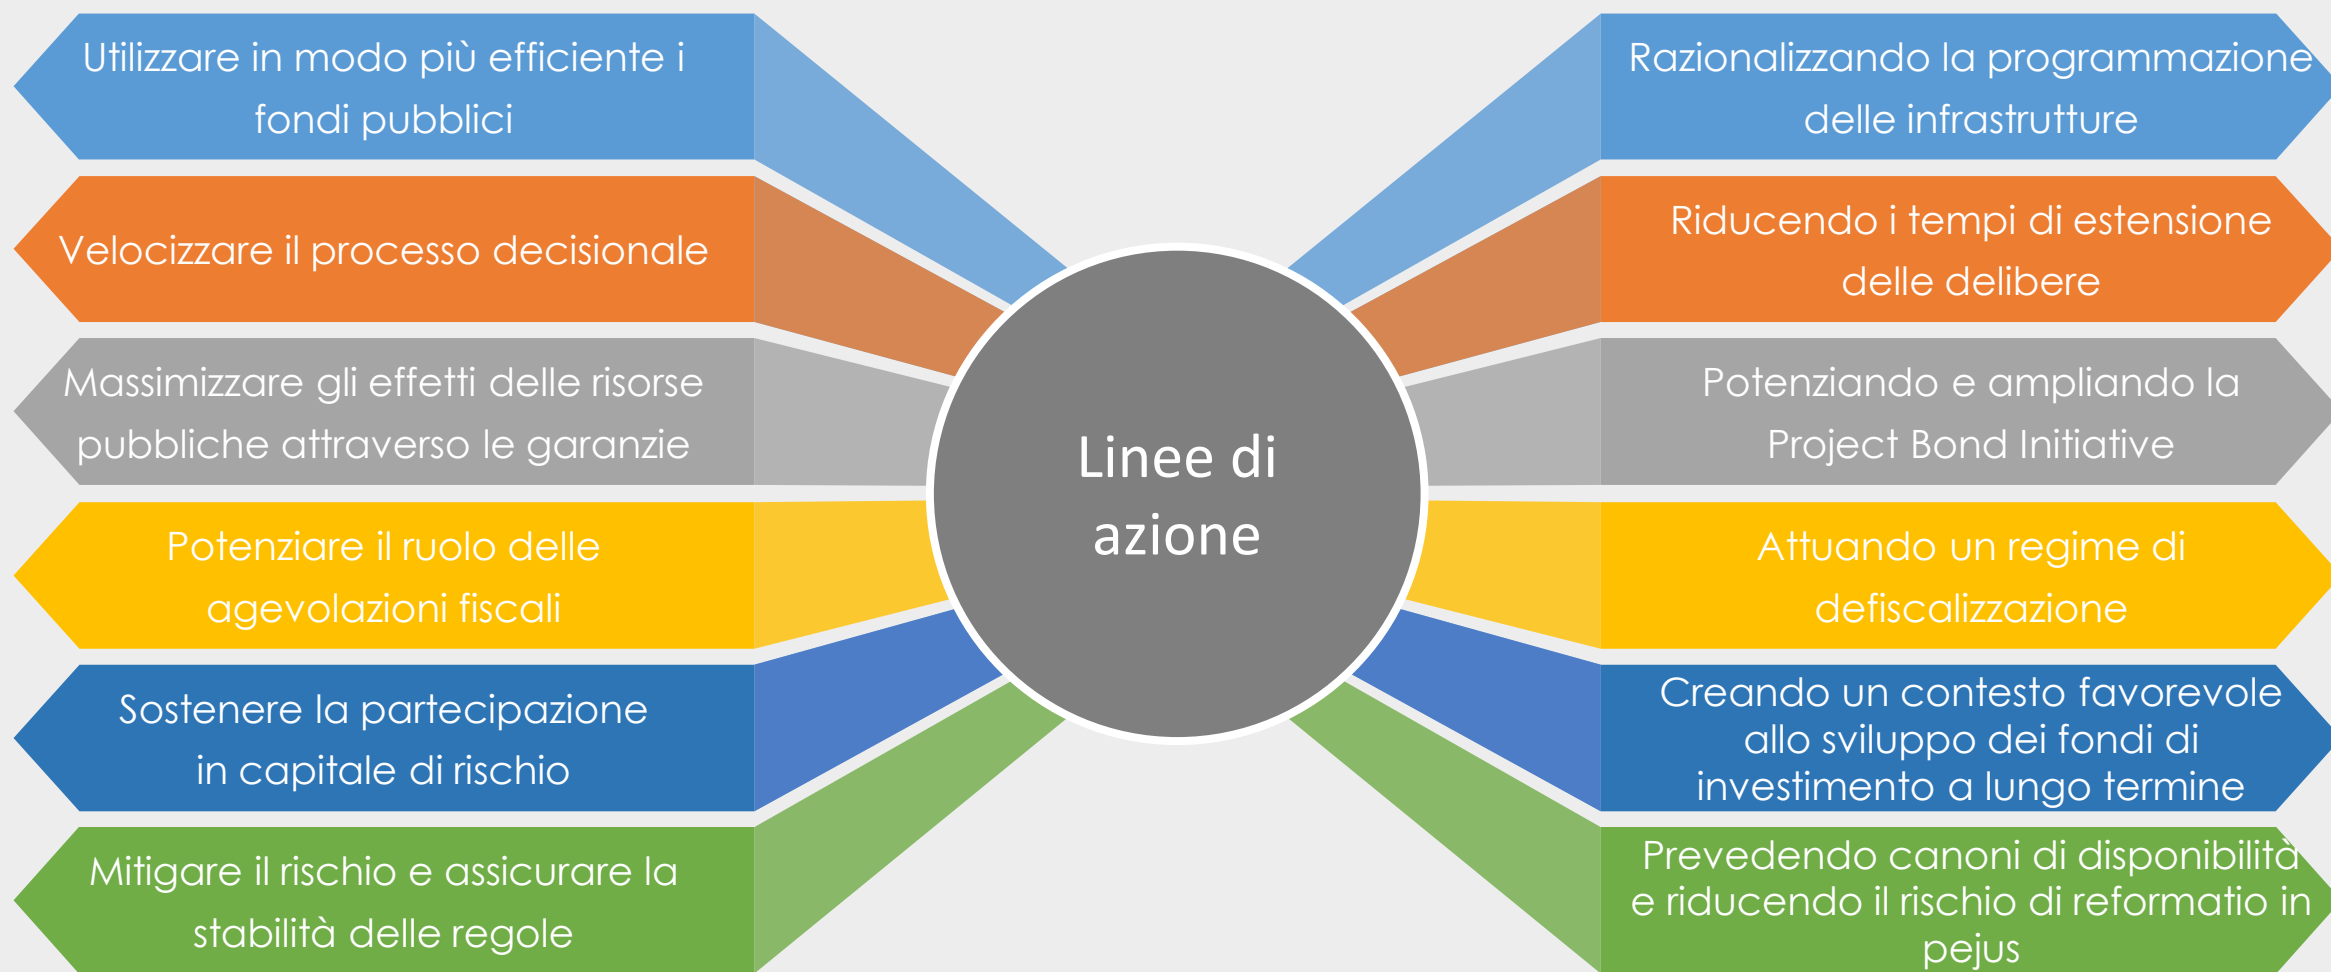 Utilizzare in modo più efficiente i
fondi pubblici
Razionalizzando la programmazione
delle infrastrutture
Velocizzare il processo decisionale
Riducendo i tempi di estensione
delle delibere
Massimizzare gli effetti delle risorse
pubbliche attraverso le garanzie
Potenziando e ampliando la
Project Bond Initiative
Linee di
azione
Potenziare il ruolo delle
agevolazioni fiscali
Attuando un regime di
defiscalizzazione
Sostenere la partecipazione
in capitale di rischio
Creando un contesto favorevole
allo sviluppo dei fondi di
investimento a lungo termine
Mitigare il rischio e assicurare la
stabilità delle regole
Prevedendo canoni di disponibilità
e riducendo il rischio di reformatio in
pejus